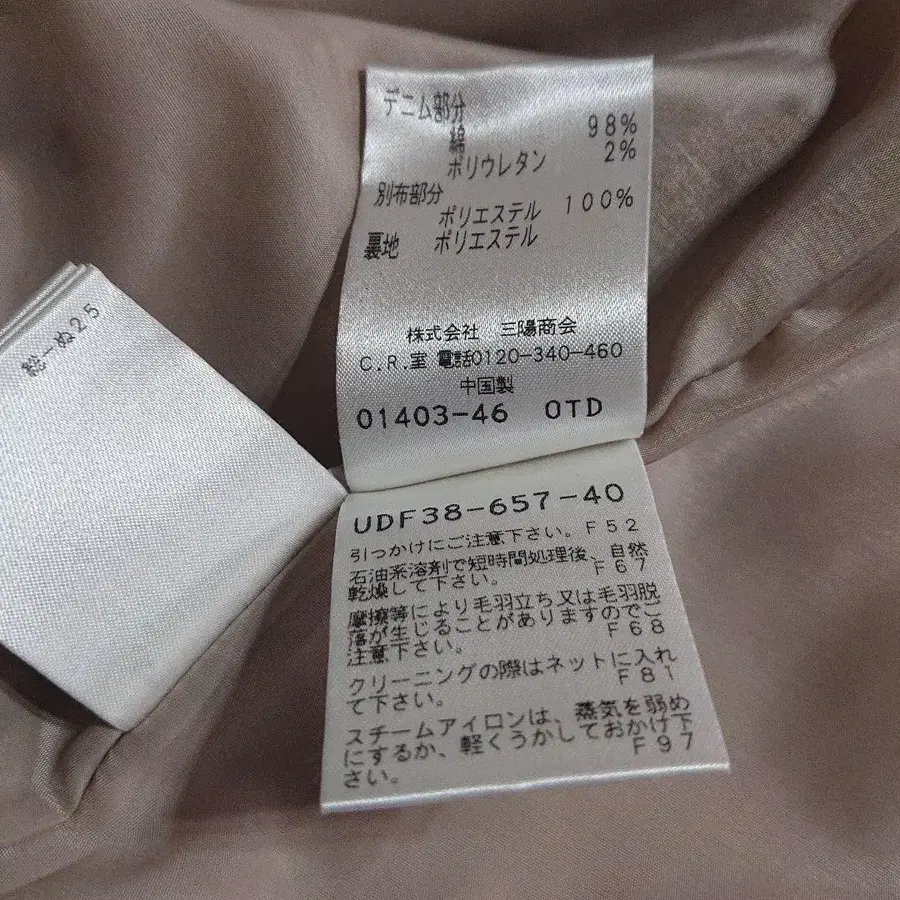 デニム部分
綿 98%
ポリウレタン 2%
別布部分
ポリエステル 100%
裏地 ポリエステル
株式会社 三陽商会
C.R.室 電話0120-340-460
中国製
01403-46 OTD
総-ぬ25
UDF38-657-40
引っかけにご注意下さい。F52
石油系溶剤で短時間処理後、自然
乾燥して下さい。 F67
摩擦等により毛羽立ち又は毛羽脱
落が生じることがありますのでご
注意下さい。 F68
クリーニングの際はネットに入れ
て下さい。 F81
スチームアイロンは、蒸気を弱め
にするか、軽くうかしておかけ下
さい。 F97